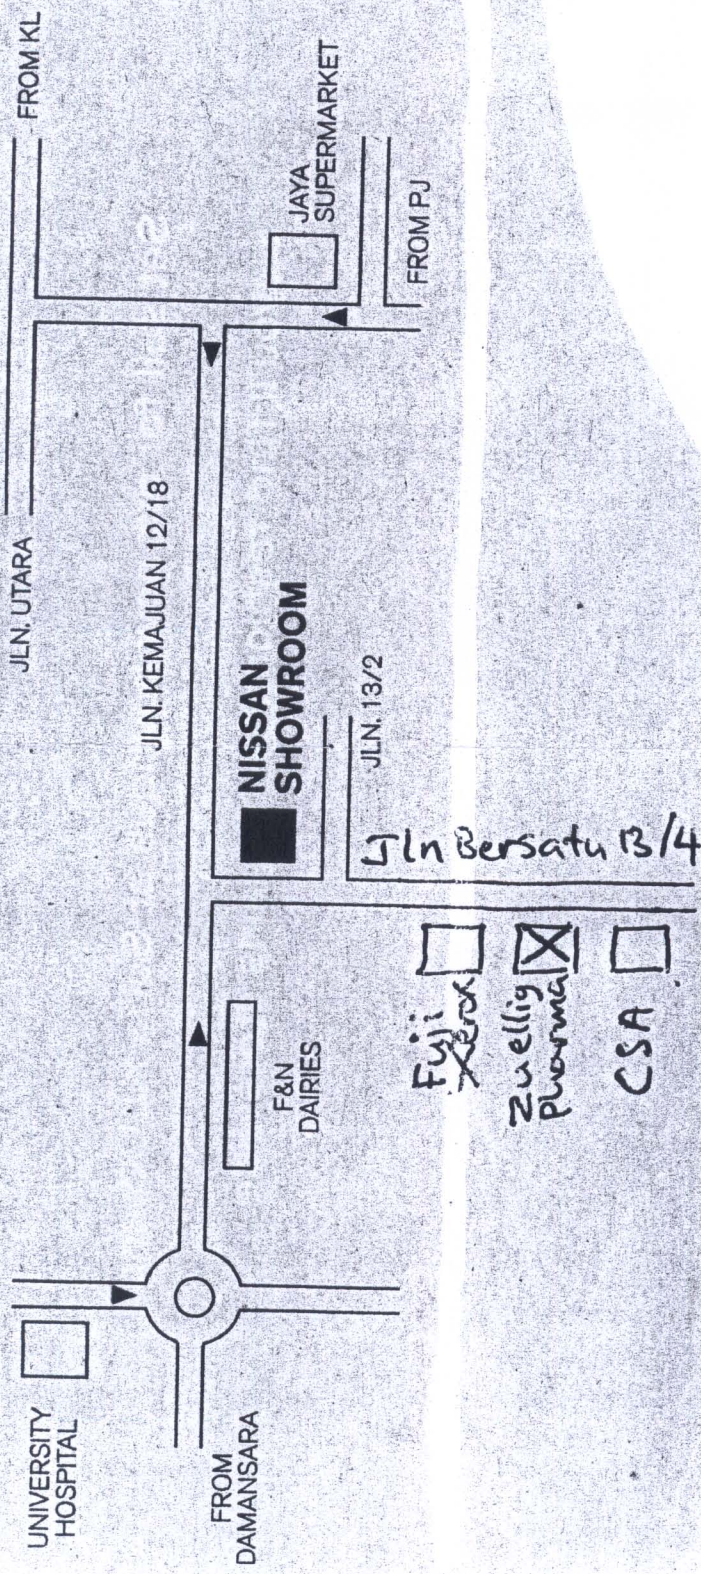 UNIVERSITY
HOSPITAL
JLN. UTARA
FROM KL
FROM
DAMANSARA
JLN. KEMAJUAN 12/18
F&N
DAIRIES
NISSAN
SHOWROOM
JAYA
SUPERMARKET
JLN. 13/2
FROM PJ
Jln Bersatu 13/4
Fuji
Xerox
Zuellig
Pharma
CSA